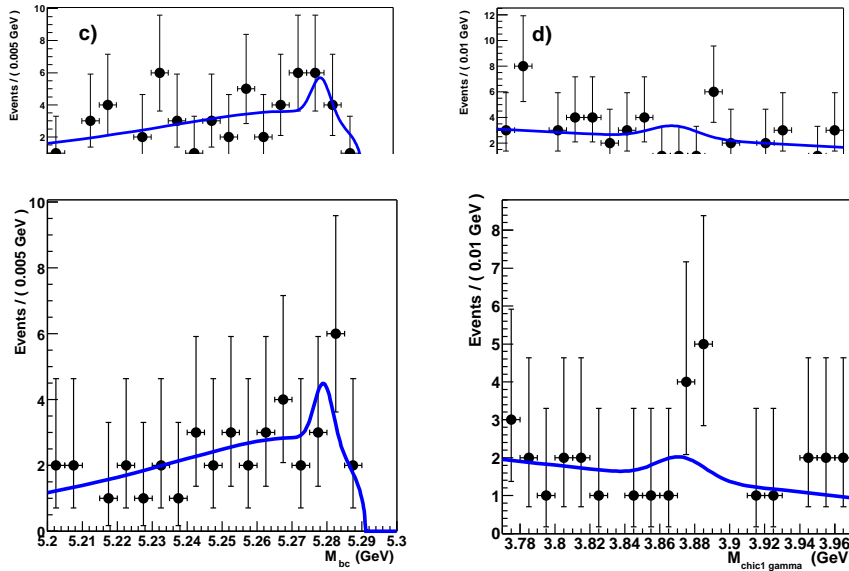 c)
Events / ( 0.005 GeV )
10
8
6
4
2
d)
Events / ( 0.01 GeV )
12
10
8
6
4
2
Events / ( 0.005 GeV )
10
8
6
4
2
0
5.2 5.21 5.22 5.23 5.24 5.25 5.26 5.27 5.28 5.29 5.3
M bc (GeV)
Events / ( 0.01 GeV )
8
7
6
5
4
3
2
1
0
3.78 3.8 3.82 3.84 3.86 3.88 3.9 3.92 3.94 3.96
M chic1 gamma (GeV